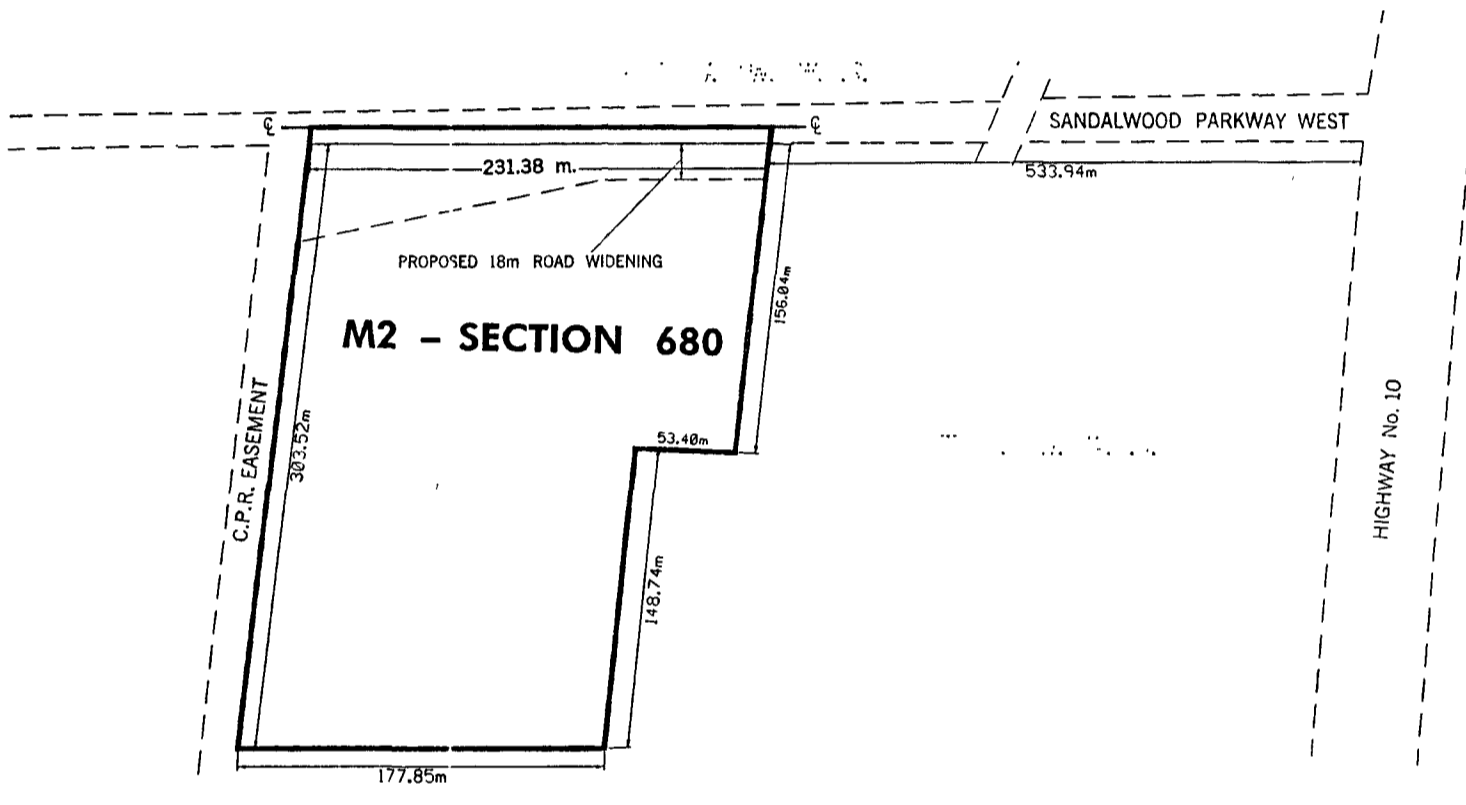 ℄
℄
SANDALWOOD PARKWAY WEST
231.38 m.
533.94m
PROPOSED 18m ROAD WIDENING
156.04m
M2 – SECTION 680
C.P.R. EASEMENT
303.52m
53.40m
HIGHWAY No. 10
148.74m
177.85m